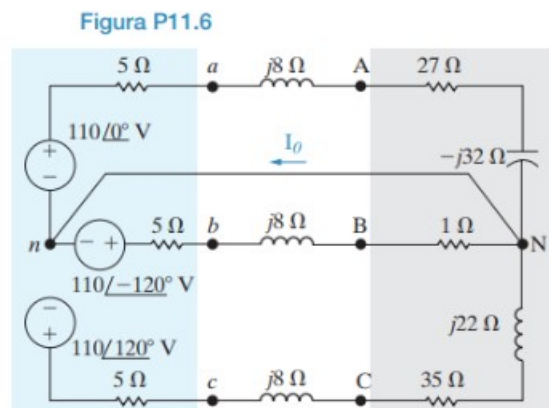 Figura P11.6
5 Ω a j8 Ω A 27 Ω
110/0° V
+
−
I0
−j32 Ω
5 Ω b j8 Ω B 1 Ω
n − + N
110/−120° V
j22 Ω
−
+
110/120° V
5 Ω c j8 Ω C 35 Ω